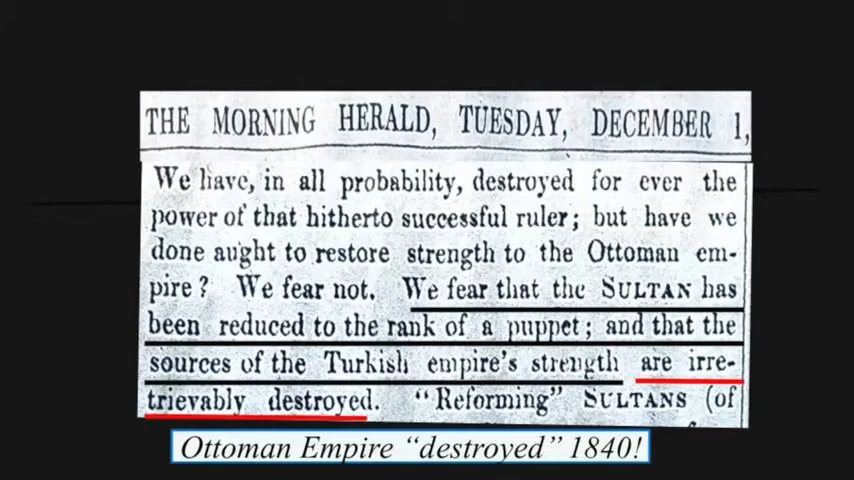 THE MORNING HERALD, TUESDAY, DECEMBER 1,
We have, in all probability, destroyed for ever the
power of that hitherto successful ruler; but have we
done aught to restore strength to the Ottoman em-
pire? We fear not. We fear that the SULTAN has
been reduced to the rank of a puppet; and that the
sources of the Turkish empire's strength are irre-
trievably destroyed. "Reforming" SULTANS (of
Ottoman Empire “destroyed” 1840!